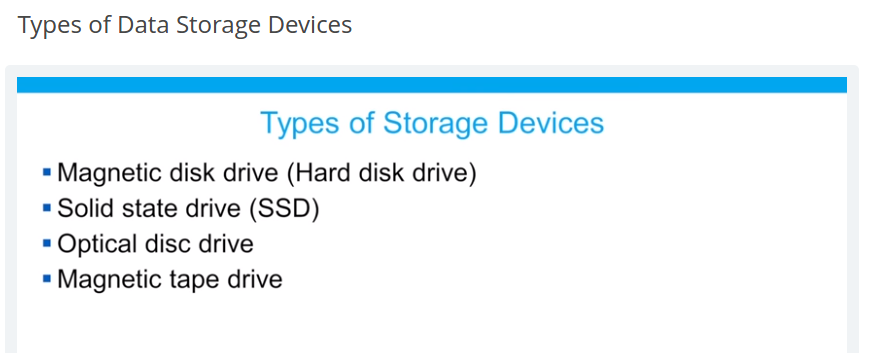 Types of Data Storage Devices
Types of Storage Devices
▪ Magnetic disk drive (Hard disk drive)
▪ Solid state drive (SSD)
▪ Optical disc drive
▪ Magnetic tape drive